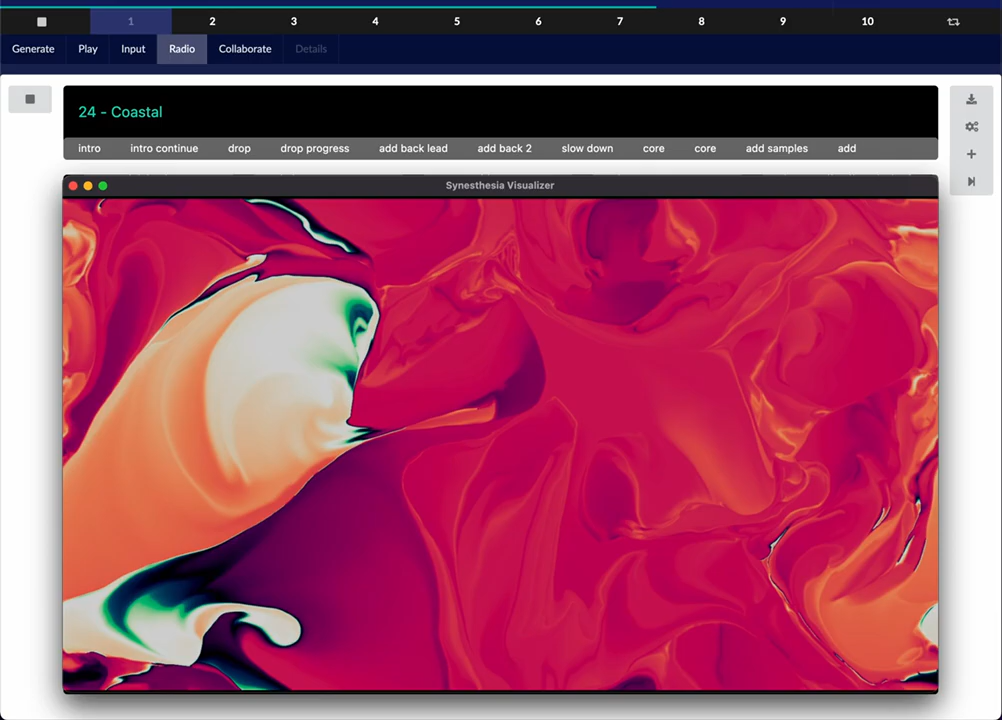 1 2 3 4 5 6 7 8 9 10
Generate Play Input Radio Collaborate Details
24 - Coastal
intro intro continue drop drop progress add back lead add back 2 slow down core core add samples add
Synesthesia Visualizer